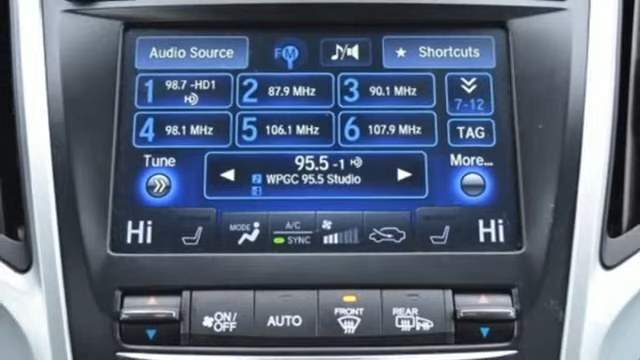 Audio Source
FM
Shortcuts
1 98.7 -HD1
2 87.9 MHz
3 90.1 MHz
7-12
4 98.1 MHz
5 106.1 MHz
6 107.9 MHz
TAG
Tune
95.5 -1
WPGC 95.5 Studio
More...
Hi
MODE
A/C
SYNC
Hi
ON/
OFF
AUTO
FRONT
REAR